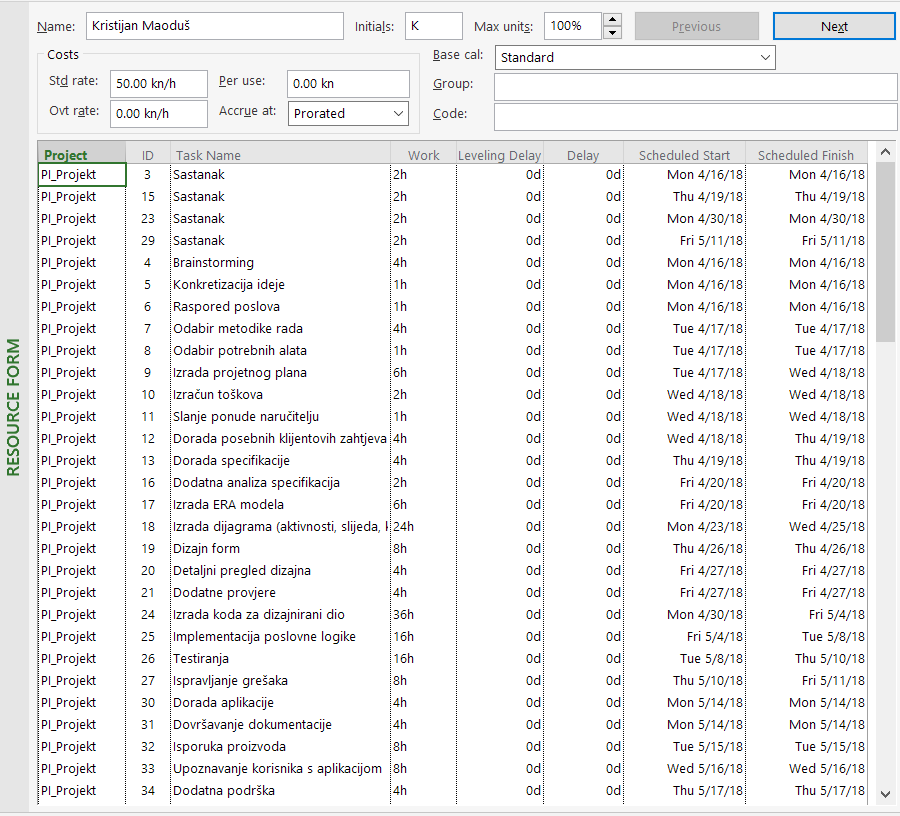 Name: Kristijan Maoduš Initials: K Max units: 100% Previous Next
Costs
Std rate: 50.00 kn/h Per use: 0.00 kn
Ovt rate: 0.00 kn/h Accrue at: Prorated
Base cal: Standard
Group:
Code:
RESOURCE FORM
Project ID Task Name Work Leveling Delay Delay Scheduled Start Scheduled Finish
PI_Projekt 3 Sastanak 2h 0d 0d Mon 4/16/18 Mon 4/16/18
PI_Projekt 15 Sastanak 2h 0d 0d Thu 4/19/18 Thu 4/19/18
PI_Projekt 23 Sastanak 2h 0d 0d Mon 4/30/18 Mon 4/30/18
PI_Projekt 29 Sastanak 2h 0d 0d Fri 5/11/18 Fri 5/11/18
PI_Projekt 4 Brainstorming 4h 0d 0d Mon 4/16/18 Mon 4/16/18
PI_Projekt 5 Konkretizacija ideje 1h 0d 0d Mon 4/16/18 Mon 4/16/18
PI_Projekt 6 Raspored poslova 1h 0d 0d Mon 4/16/18 Mon 4/16/18
PI_Projekt 7 Odabir metodike rada 4h 0d 0d Tue 4/17/18 Tue 4/17/18
PI_Projekt 8 Odabir potrebnih alata 1h 0d 0d Tue 4/17/18 Tue 4/17/18
PI_Projekt 9 Izrada projetnog plana 6h 0d 0d Tue 4/17/18 Wed 4/18/18
PI_Projekt 10 Izračun toškova 2h 0d 0d Wed 4/18/18 Wed 4/18/18
PI_Projekt 11 Slanje ponude naručitelju 1h 0d 0d Wed 4/18/18 Wed 4/18/18
PI_Projekt 12 Dorada posebnih klijentovih zahtjeva 4h 0d 0d Wed 4/18/18 Thu 4/19/18
PI_Projekt 13 Dorada specifikacije 4h 0d 0d Thu 4/19/18 Thu 4/19/18
PI_Projekt 16 Dodatna analiza specifikacija 2h 0d 0d Fri 4/20/18 Fri 4/20/18
PI_Projekt 17 Izrada ERA modela 6h 0d 0d Fri 4/20/18 Fri 4/20/18
PI_Projekt 18 Izrada dijagrama (aktivnosti, slijeda, 24h 0d 0d Mon 4/23/18 Wed 4/25/18
PI_Projekt 19 Dizajn form 8h 0d 0d Thu 4/26/18 Thu 4/26/18
PI_Projekt 20 Detaljni pregled dizajna 4h 0d 0d Fri 4/27/18 Fri 4/27/18
PI_Projekt 21 Dodatne provjere 4h 0d 0d Fri 4/27/18 Fri 4/27/18
PI_Projekt 24 Izrada koda za dizajnirani dio 36h 0d 0d Mon 4/30/18 Fri 5/4/18
PI_Projekt 25 Implementacija poslovne logike 16h 0d 0d Fri 5/4/18 Tue 5/8/18
PI_Projekt 26 Testiranja 16h 0d 0d Tue 5/8/18 Thu 5/10/18
PI_Projekt 27 Ispravljanje grešaka 8h 0d 0d Thu 5/10/18 Fri 5/11/18
PI_Projekt 30 Dorada aplikacije 4h 0d 0d Mon 5/14/18 Mon 5/14/18
PI_Projekt 31 Dovršavanje dokumentacije 4h 0d 0d Mon 5/14/18 Mon 5/14/18
PI_Projekt 32 Isporuka proizvoda 8h 0d 0d Tue 5/15/18 Tue 5/15/18
PI_Projekt 33 Upoznavanje korisnika s aplikacijom 8h 0d 0d Wed 5/16/18 Wed 5/16/18
PI_Projekt 34 Dodatna podrška 4h 0d 0d Thu 5/17/18 Thu 5/17/18